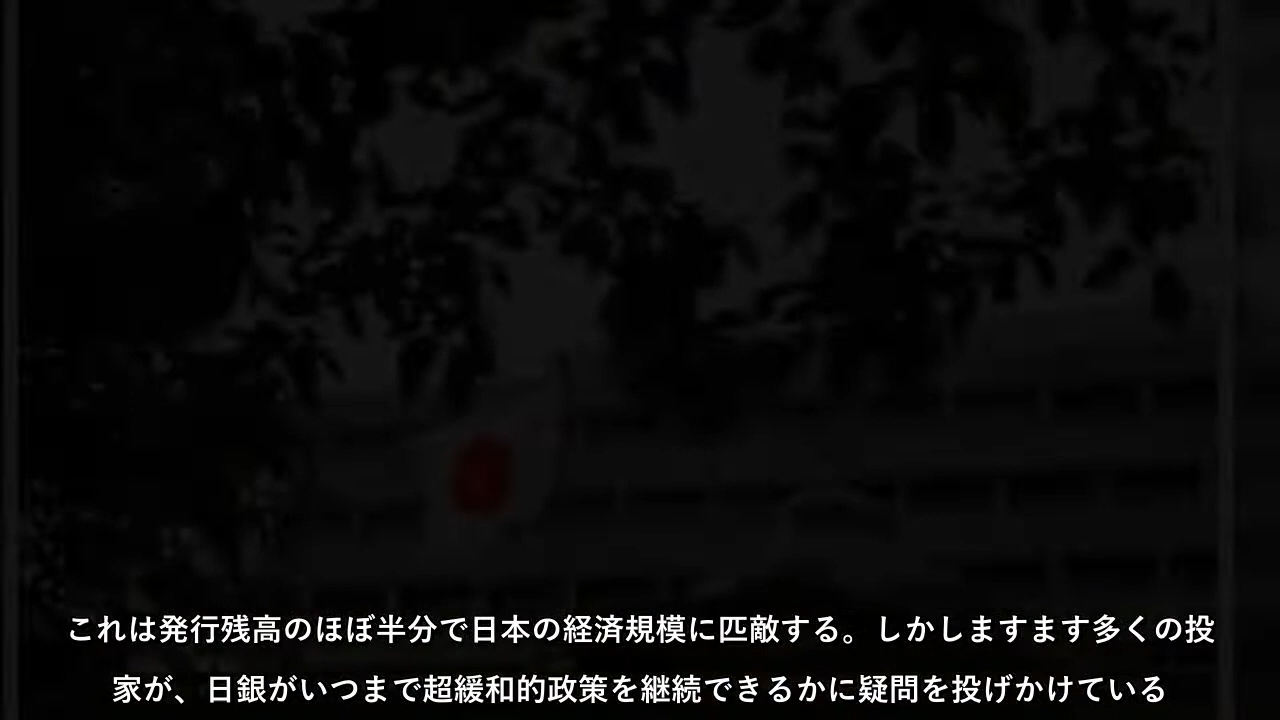 これは発行残高のほぼ半分で日本の経済規模に匹敵する。しかしますます多くの投
家が、日銀がいつまで超緩和的政策を継続できるかに疑問を投げかけている